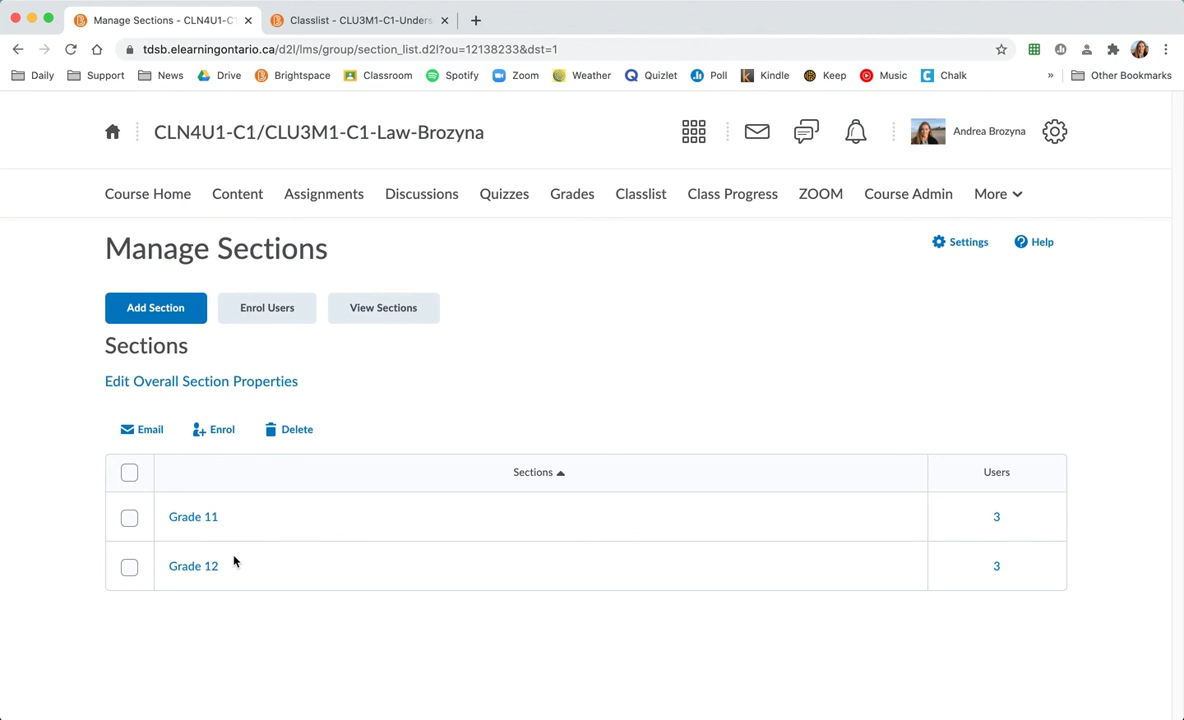 Manage Sections - CLN4U1-C1
Classlist - CLU3M1-C1-Unders
tdsb.elearningontario.ca/d2l/lms/group/section_list.d2l?ou=12138233&dst=1
Daily Support News Drive Brightspace Classroom Spotify Zoom Weather Quizlet Poll Kindle Keep Music Chalk » Other Bookmarks
CLN4U1-C1/CLU3M1-C1-Law-Brozyna
Andrea Brozyna
Course Home Content Assignments Discussions Quizzes Grades Classlist Class Progress ZOOM Course Admin More
Manage Sections
Settings Help
Add Section Enrol Users View Sections
Sections
Edit Overall Section Properties
Email Enrol Delete
Sections Users
Grade 11 3
Grade 12 3